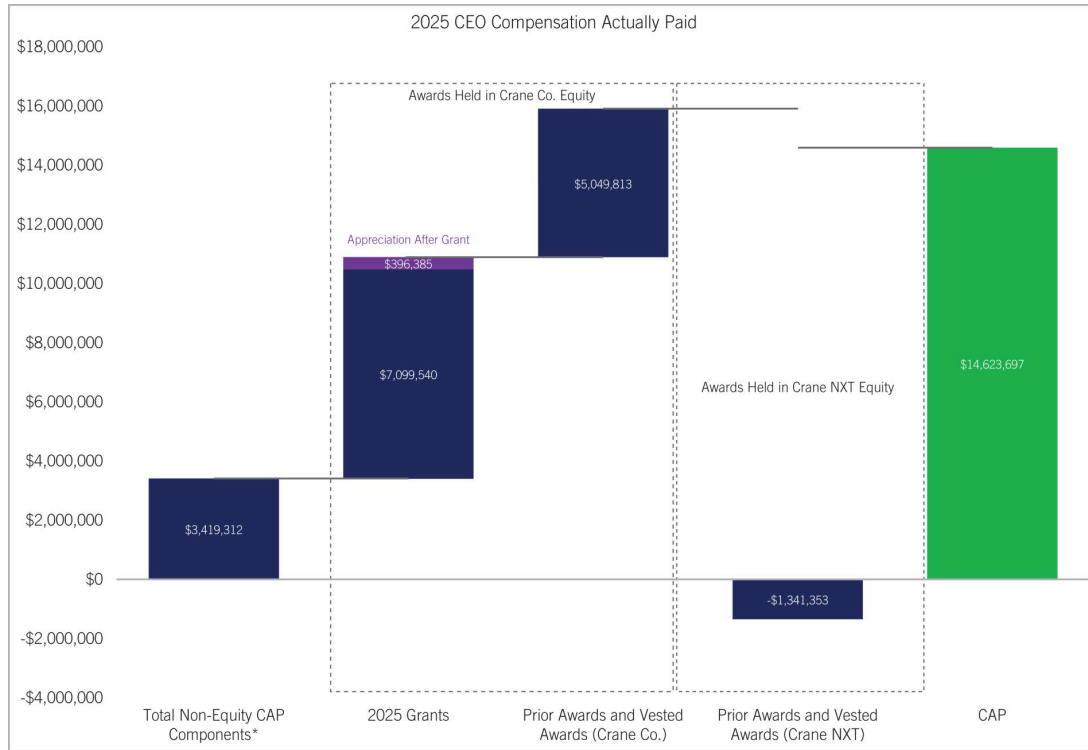 2025 CEO Compensation Actually Paid
$18,000,000
$16,000,000
$14,000,000
$12,000,000
$10,000,000
$8,000,000
$6,000,000
$4,000,000
$2,000,000
$0
-$2,000,000
-$4,000,000
Awards Held in Crane Co. Equity
$5,049,813
Appreciation After Grant
$396,385
$7,099,540
Awards Held in Crane NXT Equity
$14,623,697
$3,419,312
-$1,341,353
Total Non-Equity CAP
Components*
2025 Grants
Prior Awards and Vested
Awards (Crane Co.)
Prior Awards and Vested
Awards (Crane NXT)
CAP